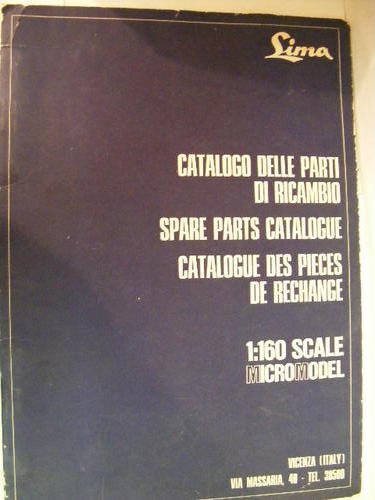 Lima
CATALOGO DELLE PARTI
DI RICAMBIO
SPARE PARTS CATALOGUE
CATALOGUE DES PIECES
DE RECHANGE
1:160 SCALE
MICROMODEL
VICENZA (ITALY)
VIA MASSARIA, 40 - TEL. 38500